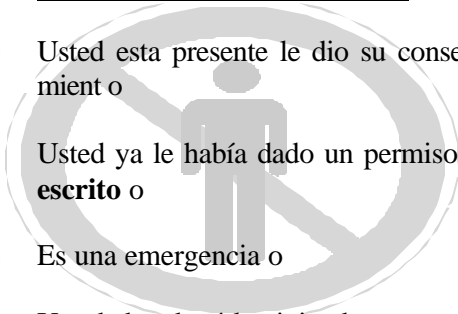 Usted esta presente le dio su conse
mient o
Usted ya le había dado un permiso
escrito o
Es una emergencia o